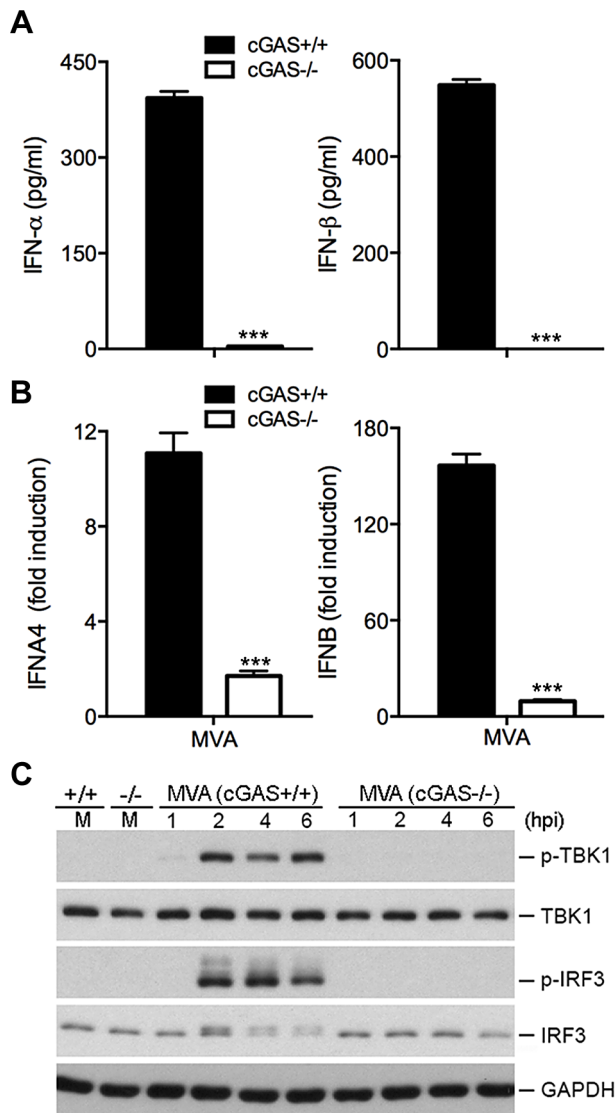 A
cGAS+/+
cGAS-/-
IFN-α (pg/ml)
450
300
150
0
***
IFN-β (pg/ml)
600
400
200
0
***
B
cGAS+/+
cGAS-/-
IFNA4 (fold induction)
12
8
4
0
***
MVA
IFNB (fold induction)
180
120
60
0
***
MVA
C
+/+ -/- MVA (cGAS+/+) MVA (cGAS-/-)
M M 1 2 4 6 1 2 4 6 (hpi)
p-TBK1
TBK1
p-IRF3
IRF3
GAPDH